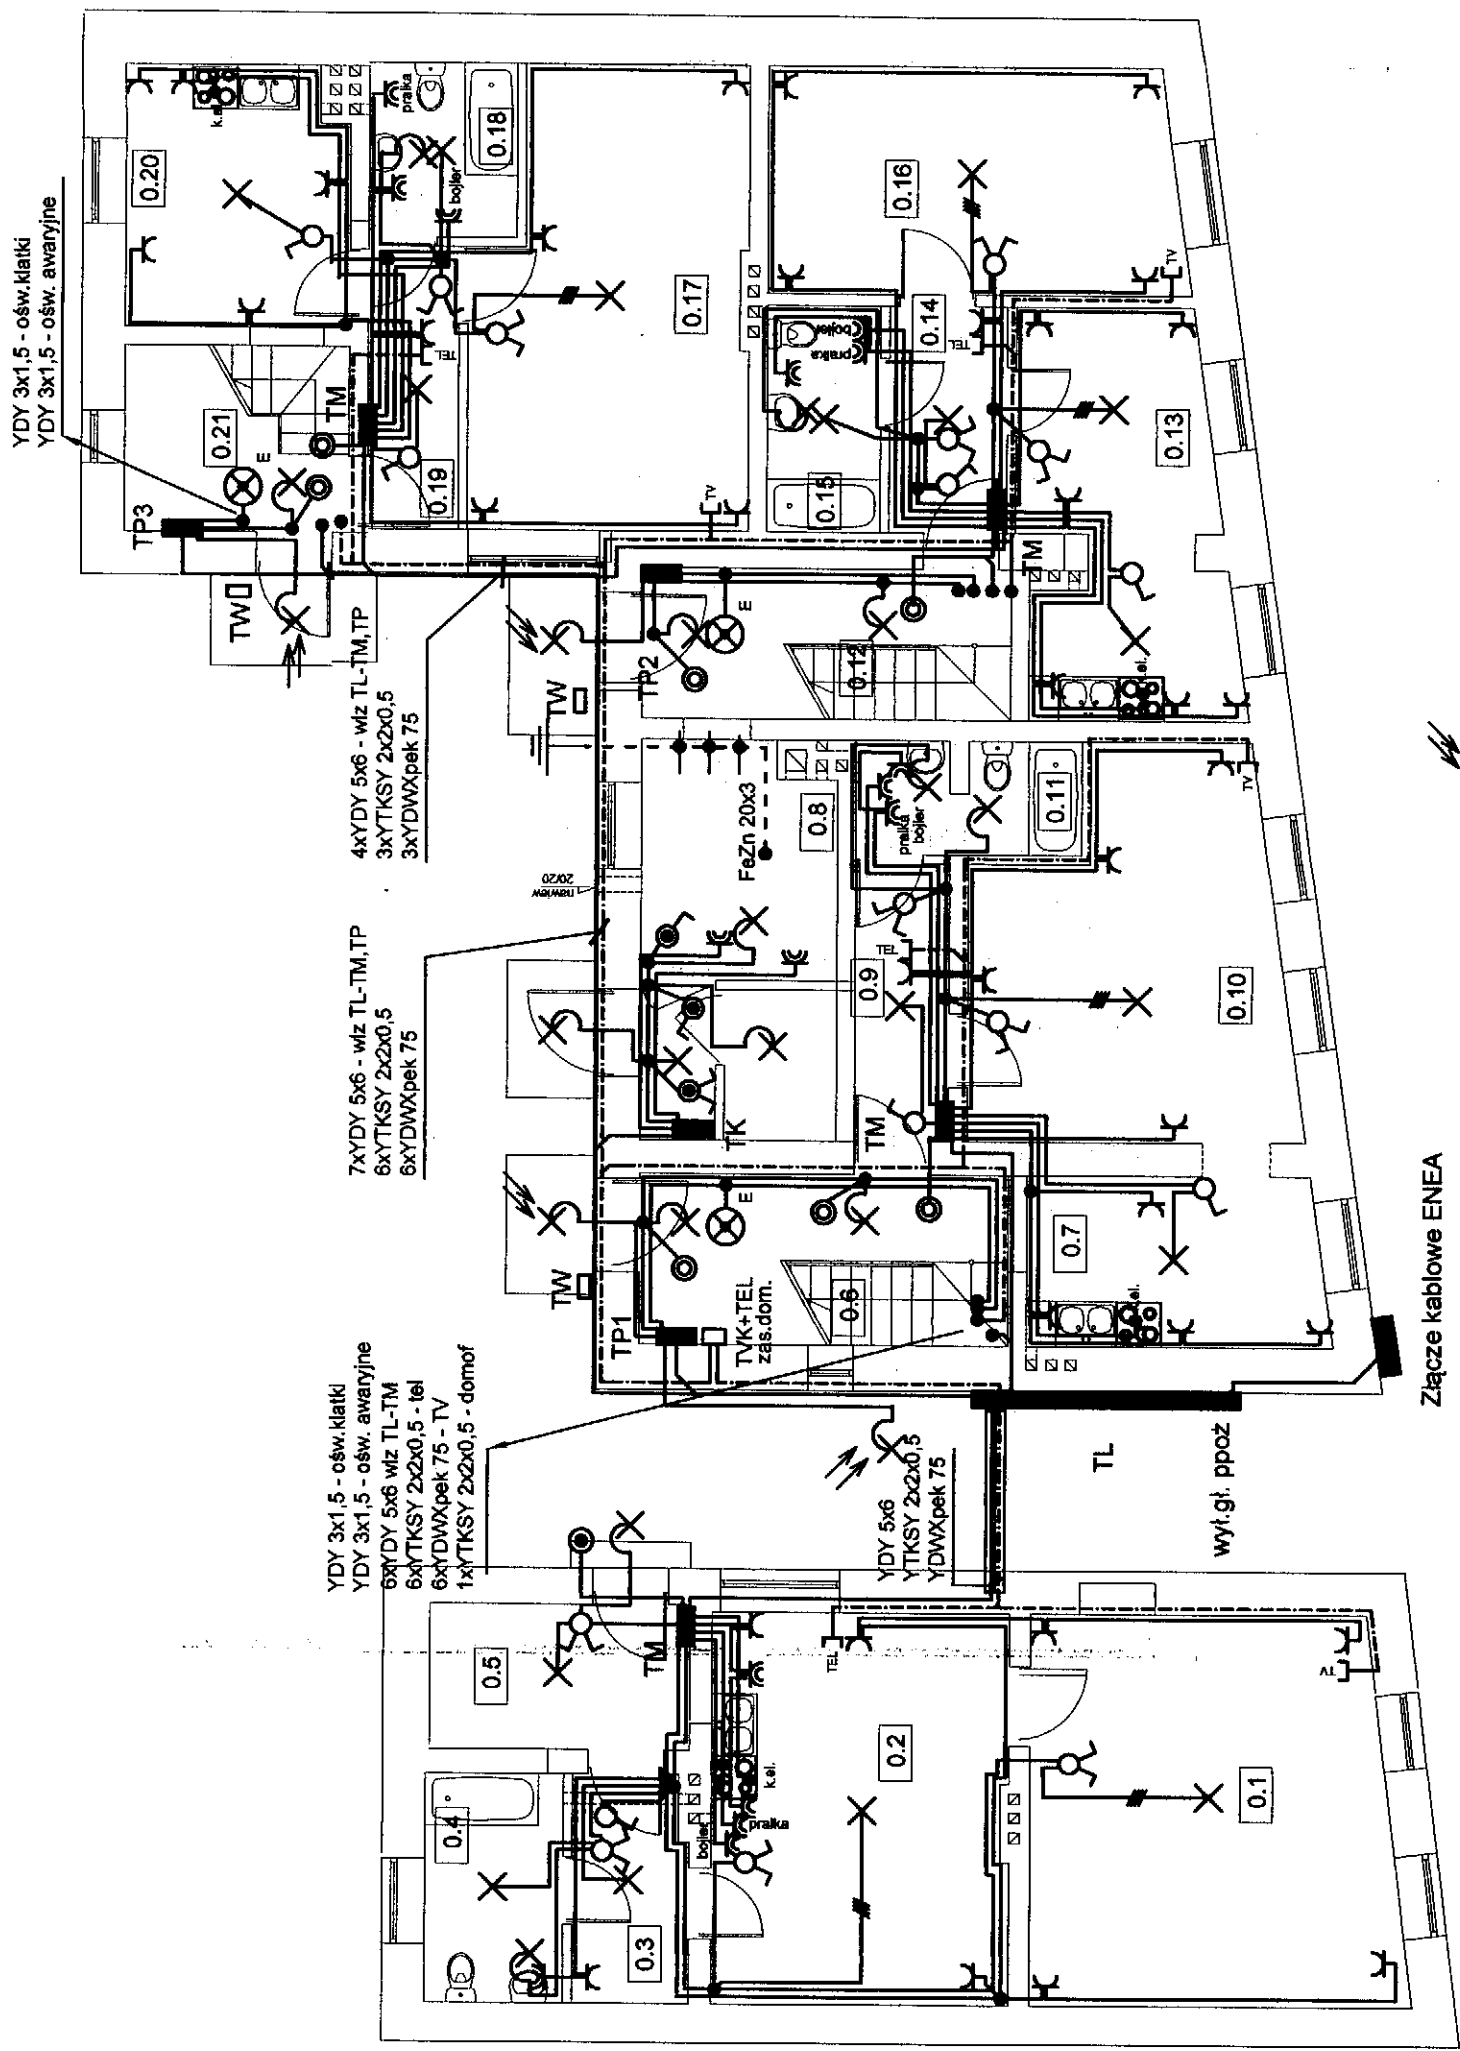 YDY 3x1,5 - ośw.klatki
YDY 3x1,5 - ośw. awaryjne
4xYDY 5x6 - wlz TL-TM,TP
3xYTKSY 2x2x0,5
3xYDWXpek 75
7xYDY 5x6 - wlz TL-TM,TP
6xYTKSY 2x2x0,5
6xYDWXpek 75
YDY 3x1,5 - ośw.klatki
YDY 3x1,5 - ośw. awaryjne
6xYDY 5x6 wlz TL-TM
6xYTKSY 2x2x0,5 - tel
6xYDWXpek 75 - TV
1xYTKSY 2x2x0,5 - domof
YDY 5x6
YTKSY 2x2x0,5
YDWXpek 75
TP3
TW
0.21
E
TM
0.20
k.el.
pralka
0.18
bojler
TEL
0.19
0.17
TV
0.16
0.14
bojler
pralka
TEL
0.15
TV
0.13
TM
k.el.
TW
TP2
E
0.12
nawiew
20/20
FeZn 20x3
0.8
TK
0.9
TEL
pralka
bojler
0.11
TV
0.10
TM
TW
TP1
E
TVK+TEL
zas.dom.
0.6
0.7
k.el.
TL
wył.gł. ppoż
Złącze kablowe ENEA
0.5
TM
0.4
0.3
bojler
pralka
k.el.
TEL
0.2
TV
0.1